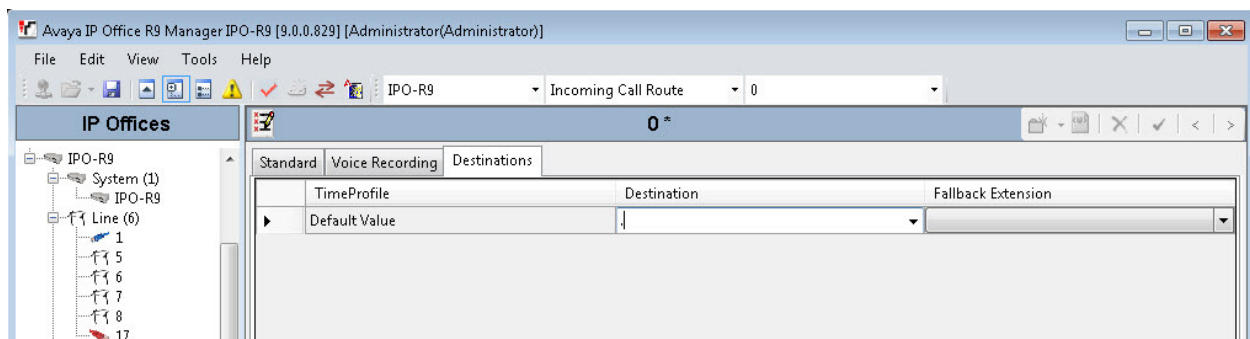 Avaya IP Office R9 Manager IPO-R9 [9.0.0.829] [Administrator(Administrator)]
File Edit View Tools Help
IPO-R9 Incoming Call Route 0
IP Offices
0 *
IPO-R9
System (1)
IPO-R9
Line (6)
1
5
6
7
8
17
Standard Voice Recording Destinations
TimeProfile Destination Fallback Extension
Default Value .